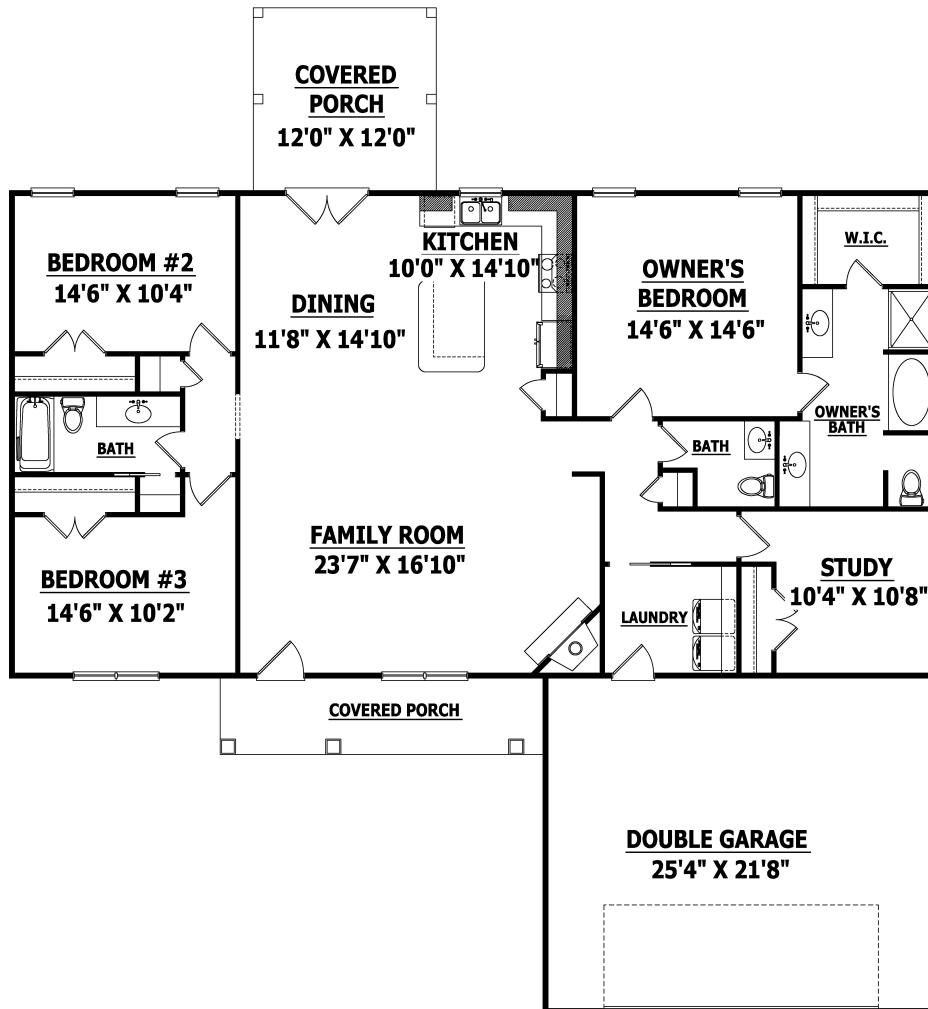 COVERED
PORCH
12'0" X 12'0"
BEDROOM #2
14'6" X 10'4"
KITCHEN
10'0" X 14'10"
DINING
11'8" X 14'10"
OWNER'S
BEDROOM
14'6" X 14'6"
W.I.C.
BATH
BATH
OWNER'S
BATH
FAMILY ROOM
23'7" X 16'10"
BEDROOM #3
14'6" X 10'2"
LAUNDRY
STUDY
10'4" X 10'8"
COVERED PORCH
DOUBLE GARAGE
25'4" X 21'8"